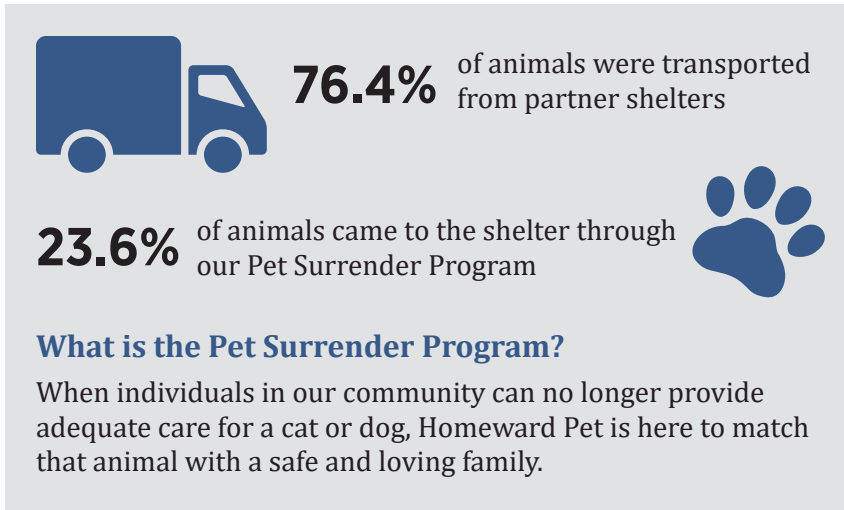 76.4% of animals were transported
from partner shelters
23.6% of animals came to the shelter through
our Pet Surrender Program
What is the Pet Surrender Program?
When individuals in our community can no longer provide
adequate care for a cat or dog, Homeward Pet is here to match
that animal with a safe and loving family.